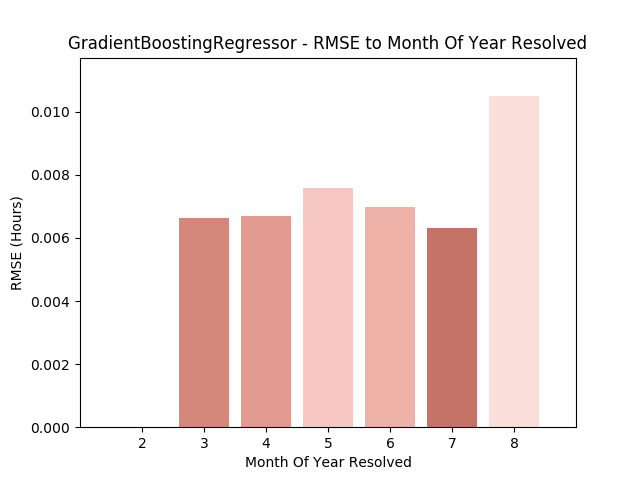 GradientBoostingRegressor - RMSE to Month Of Year Resolved
RMSE (Hours)
0.010
0.008
0.006
0.004
0.002
0.000
2 3 4 5 6 7 8
Month Of Year Resolved